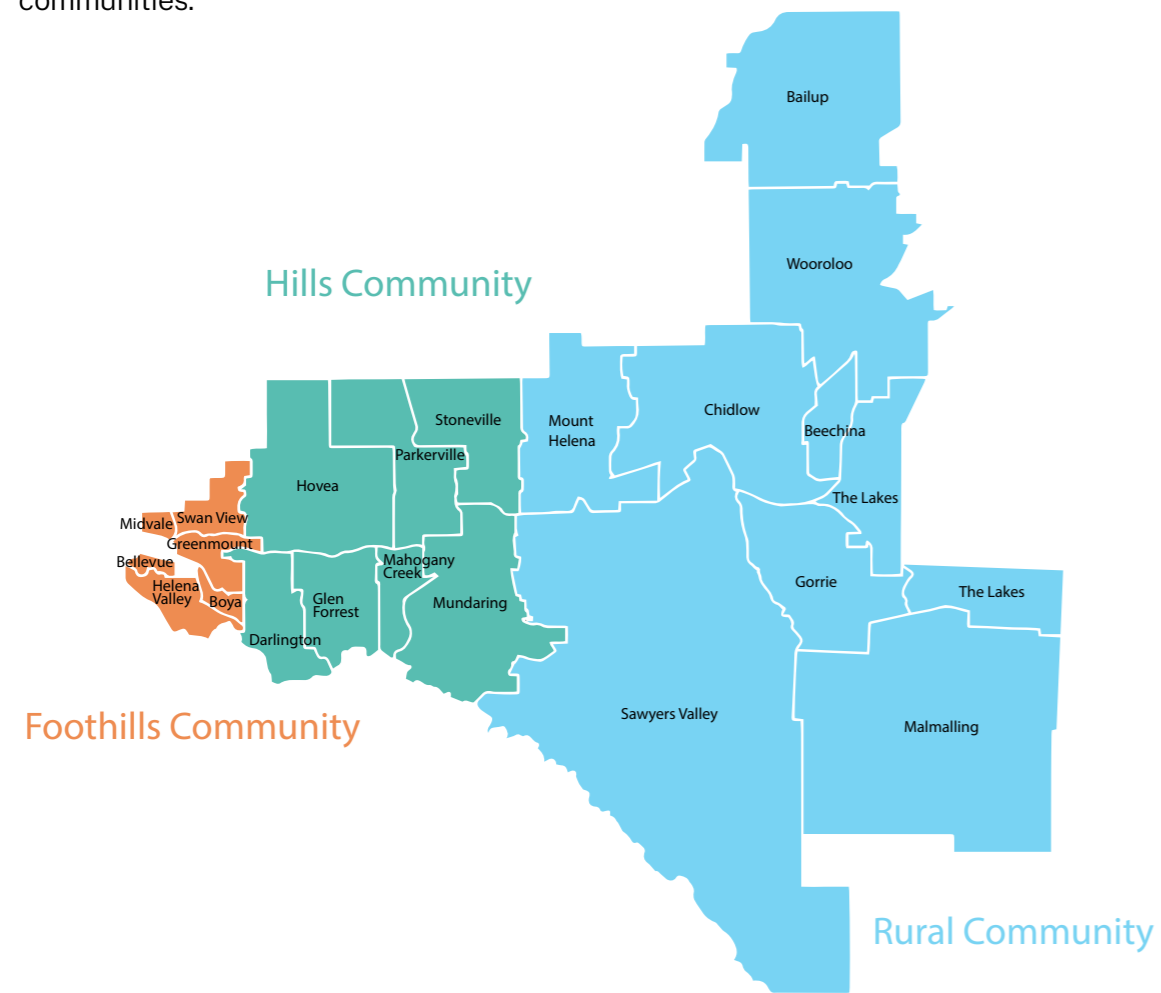 communities.
Bailup
Wooroloo
Hills Community
Chidlow
Stoneville
Mount
Helena
Beechina
Parkerville
Hovea
The Lakes
Swan View
Midvale
Greenmount
Bellevue
Mahogany
Creek
Gorrie
Helena
Valley
The Lakes
Boya
Glen
Forrest
Mundaring
Darlington
Sawyers Valley
Foothills Community
Malmalling
Rural Community